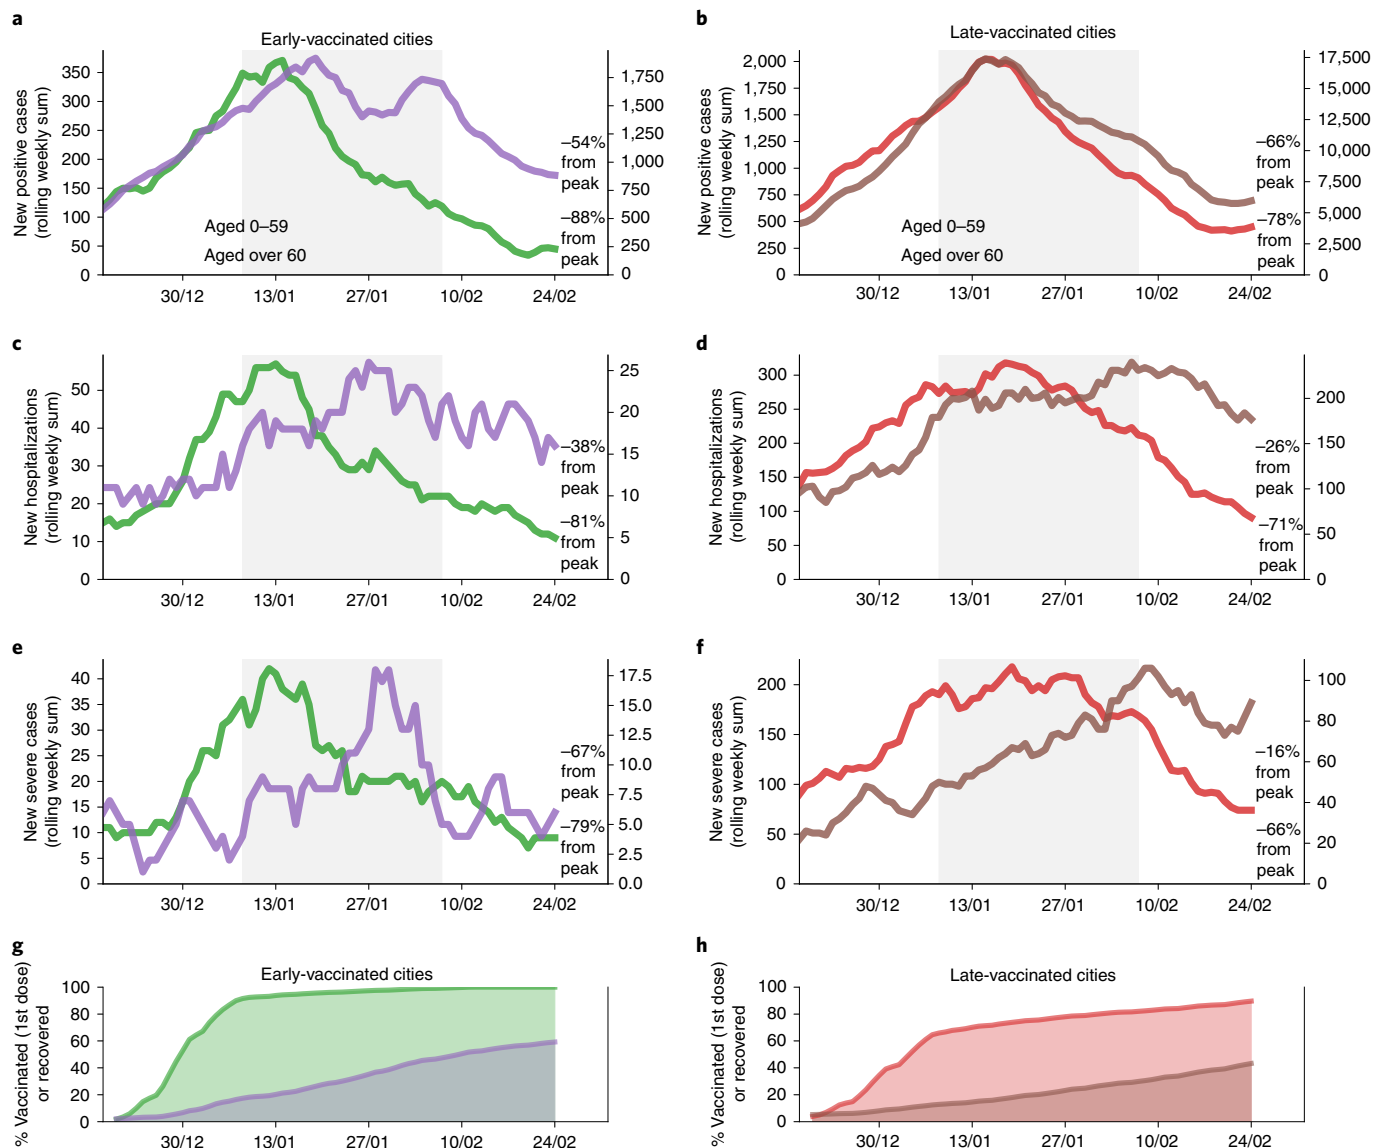 a
Early-vaccinated cities
New positive cases
(rolling weekly sum)
350
300
250
200
150
100
50
0
1,750
1,500
1,250
1,000
750
500
250
0
–54%
from
peak
–88%
from
peak
Aged 0–59
Aged over 60
30/12 13/01 27/01 10/02 24/02
b
Late-vaccinated cities
New positive cases
(rolling weekly sum)
2,000
1,750
1,500
1,250
1,000
750
500
250
0
17,500
15,000
12,500
10,000
7,500
5,000
2,500
0
–66%
from
peak
–78%
from
peak
Aged 0–59
Aged over 60
30/12 13/01 27/01 10/02 24/02
c
New hospitalizations
(rolling weekly sum)
50
40
30
20
10
0
25
20
15
10
5
0
–38%
from
peak
–81%
from
peak
30/12 13/01 27/01 10/02 24/02
d
New hospitalizations
(rolling weekly sum)
300
250
200
150
100
50
0
200
150
100
50
0
–26%
from
peak
–71%
from
peak
30/12 13/01 27/01 10/02 24/02
e
New severe cases
(rolling weekly sum)
40
35
30
25
20
15
10
5
0
17.5
15.0
12.5
10.0
7.5
5.0
2.5
0.0
–67%
from
peak
–79%
from
peak
30/12 13/01 27/01 10/02 24/02
f
New severe cases
(rolling weekly sum)
200
150
100
50
0
100
80
60
40
20
0
–16%
from
peak
–66%
from
peak
30/12 13/01 27/01 10/02 24/02
g
Early-vaccinated cities
% Vaccinated (1st dose)
or recovered
100
80
60
40
20
0
30/12 13/01 27/01 10/02 24/02
h
Late-vaccinated cities
% Vaccinated (1st dose)
or recovered
100
80
60
40
20
0
30/12 13/01 27/01 10/02 24/02